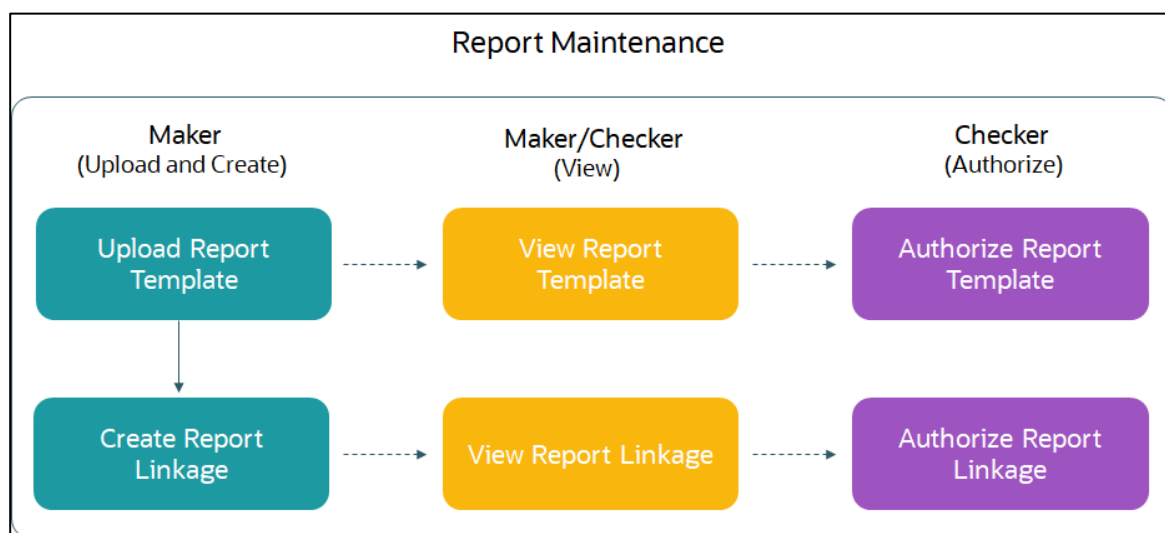 Report Maintenance
Maker
(Upload and Create)
Maker/Checker
(View)
Checker
(Authorize)
Upload Report
Template
View Report
Template
Authorize Report
Template
Create Report
Linkage
View Report Linkage
Authorize Report
Linkage